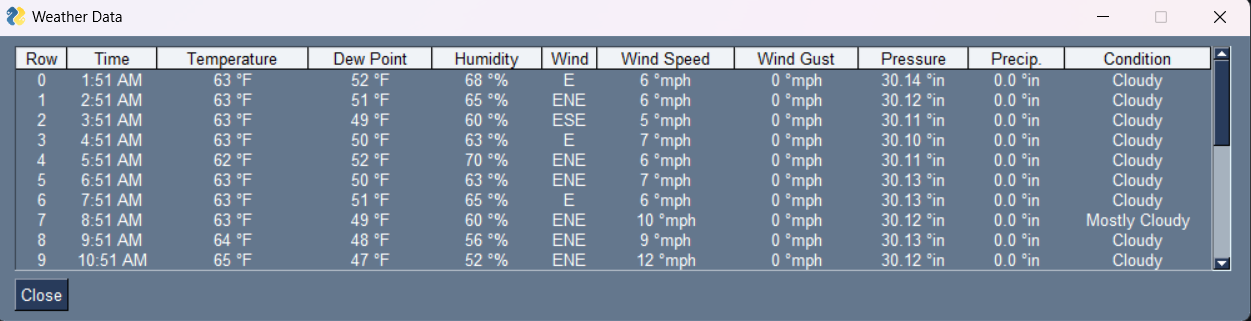 Weather Data
Row Time Temperature Dew Point Humidity Wind Wind Speed Wind Gust Pressure Precip. Condition
0 1:51 AM 63 °F 52 °F 68 °% E 6 °mph 0 °mph 30.14 °in 0.0 °in Cloudy
1 2:51 AM 63 °F 51 °F 65 °% ENE 6 °mph 0 °mph 30.12 °in 0.0 °in Cloudy
2 3:51 AM 63 °F 49 °F 60 °% ESE 5 °mph 0 °mph 30.11 °in 0.0 °in Cloudy
3 4:51 AM 63 °F 50 °F 63 °% E 7 °mph 0 °mph 30.10 °in 0.0 °in Cloudy
4 5:51 AM 62 °F 52 °F 70 °% ENE 6 °mph 0 °mph 30.11 °in 0.0 °in Cloudy
5 6:51 AM 63 °F 50 °F 63 °% ENE 7 °mph 0 °mph 30.13 °in 0.0 °in Cloudy
6 7:51 AM 63 °F 51 °F 65 °% E 6 °mph 0 °mph 30.13 °in 0.0 °in Cloudy
7 8:51 AM 63 °F 49 °F 60 °% ENE 10 °mph 0 °mph 30.12 °in 0.0 °in Mostly Cloudy
8 9:51 AM 64 °F 48 °F 56 °% ENE 9 °mph 0 °mph 30.13 °in 0.0 °in Cloudy
9 10:51 AM 65 °F 47 °F 52 °% ENE 12 °mph 0 °mph 30.12 °in 0.0 °in Cloudy
Close